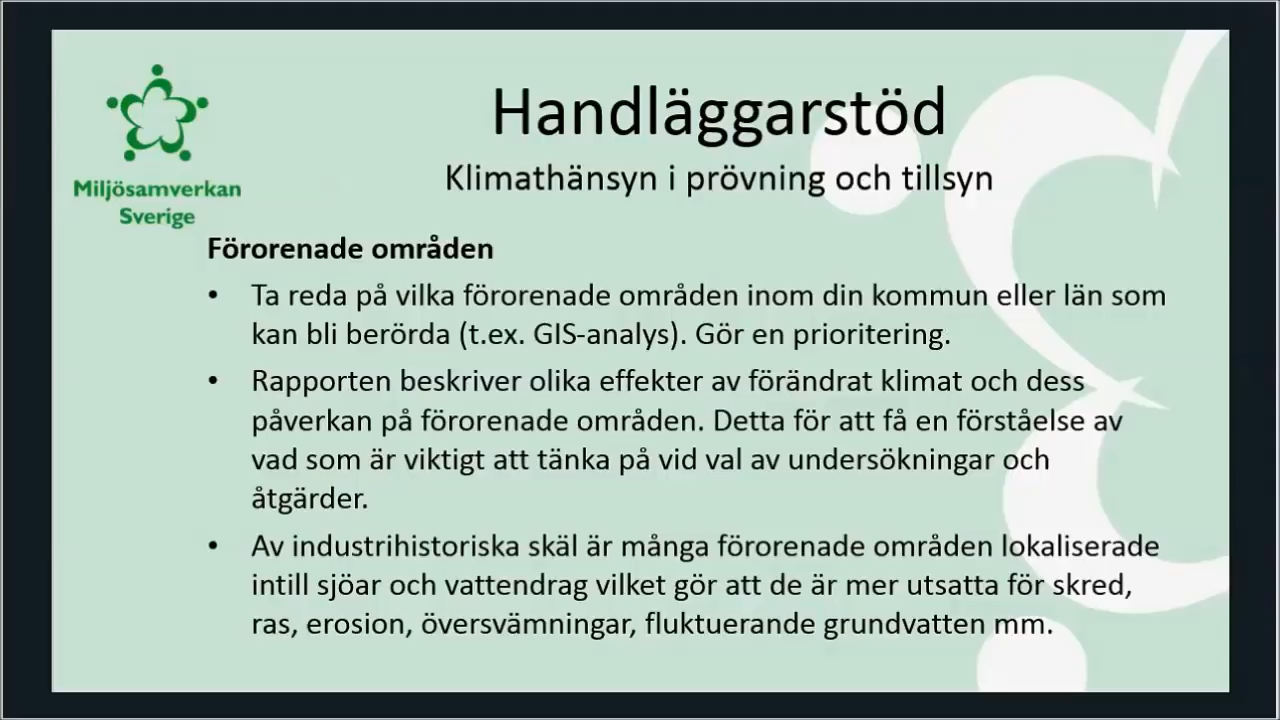 Miljösamverkan
Sverige
Handläggarstöd
Klimathänsyn i prövning och tillsyn
Förorenade områden
• Ta reda på vilka förorenade områden inom din kommun eller län som
kan bli berörda (t.ex. GIS-analys). Gör en prioritering.
• Rapporten beskriver olika effekter av förändrat klimat och dess
påverkan på förorenade områden. Detta för att få en förståelse av
vad som är viktigt att tänka på vid val av undersökningar och
åtgärder.
• Av industrihistoriska skäl är många förorenade områden lokaliserade
intill sjöar och vattendrag vilket gör att de är mer utsatta för skred,
ras, erosion, översvämningar, fluktuerande grundvatten mm.